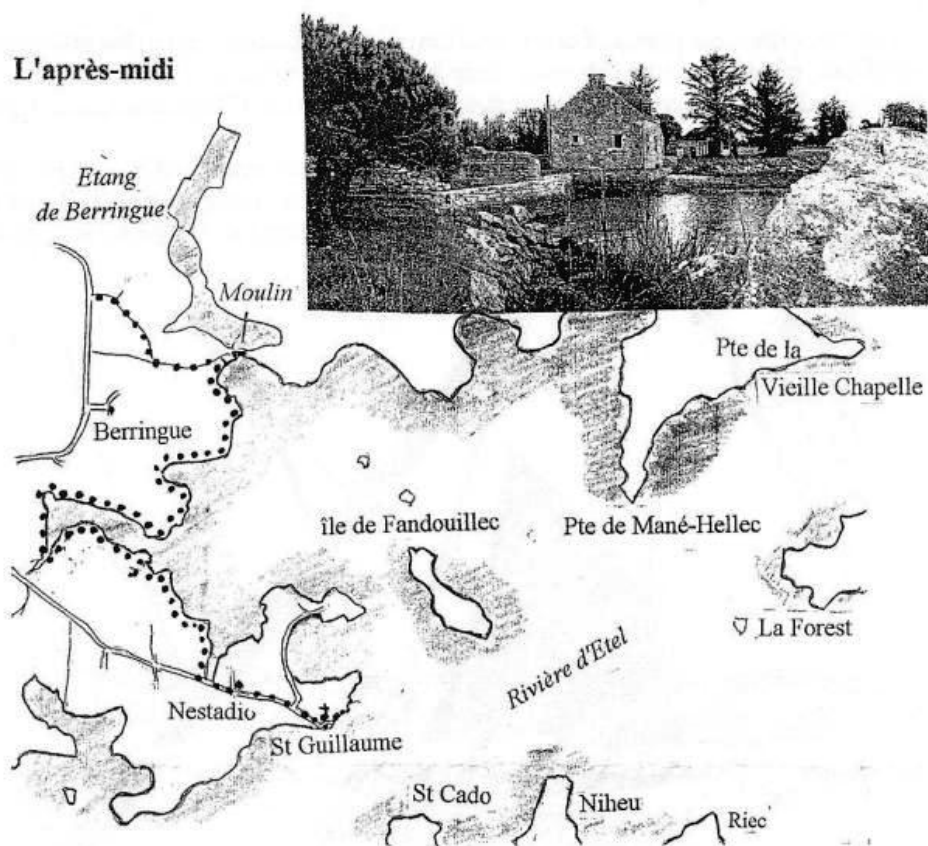 L'après-midi
Etang
de Berringue
Moulin
Pte de la
Vieille Chapelle
Berringue
île de Fandouillec
Pte de Mané-Hellec
La Forest
Rivière d'Etel
Nestadio
St Guillaume
St Cado
Niheu
Riec